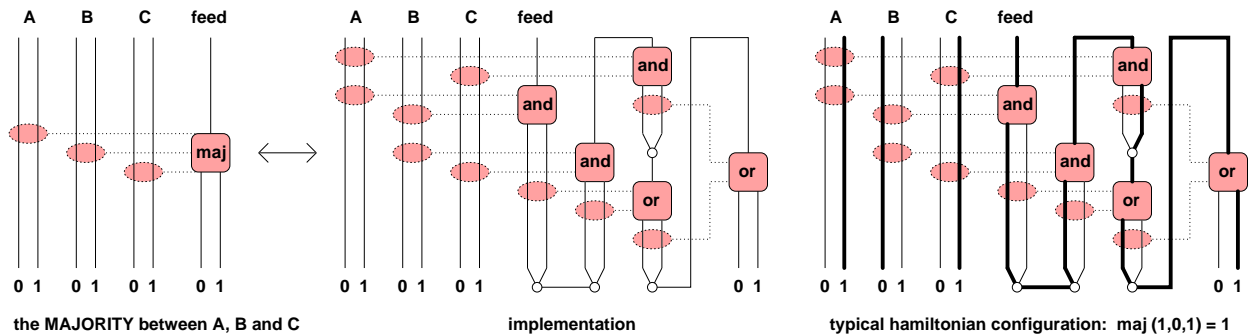 A B C feed A B C feed A B C feed
and and
and and
maj and or and or
or or
0 1 0 1 0 1 0 1 0 1 0 1 0 1 0 1 0 1 0 1 0 1 0 1
the MAJORITY between A, B and C implementation typical hamiltonian configuration: maj (1,0,1) = 1